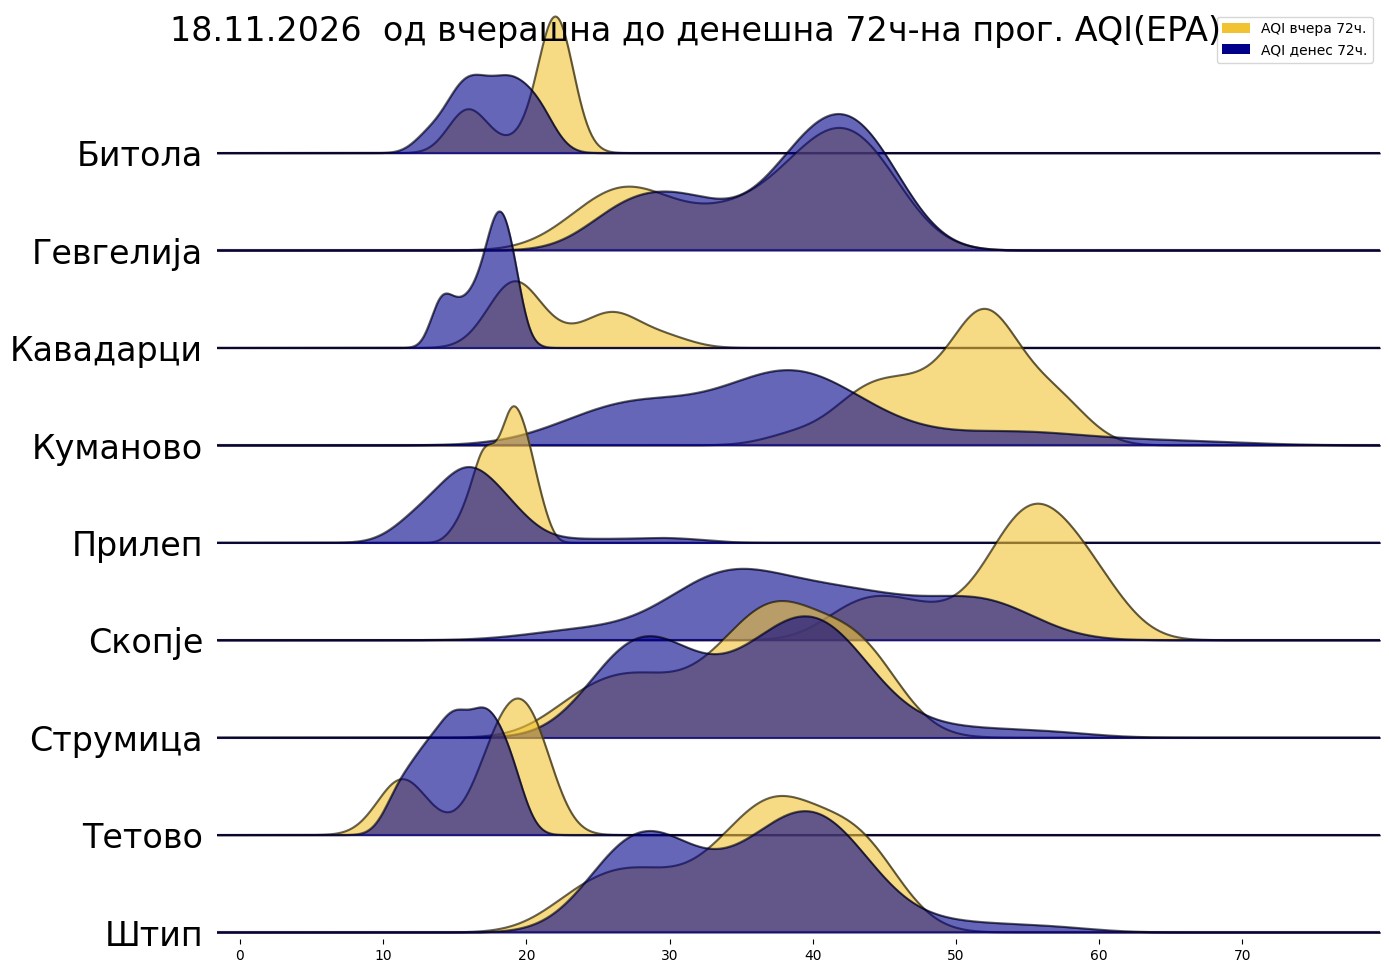 18.11.2026  од вчерашна до денешна 72ч-на прог. AQI(EPA)
AQI вчера 72ч.
AQI денес 72ч.
Битола
Гевгелија
Кавадарци
Куманово
Прилеп
Скопје
Струмица
Тетово
Штип
0 10 20 30 40 50 60 70